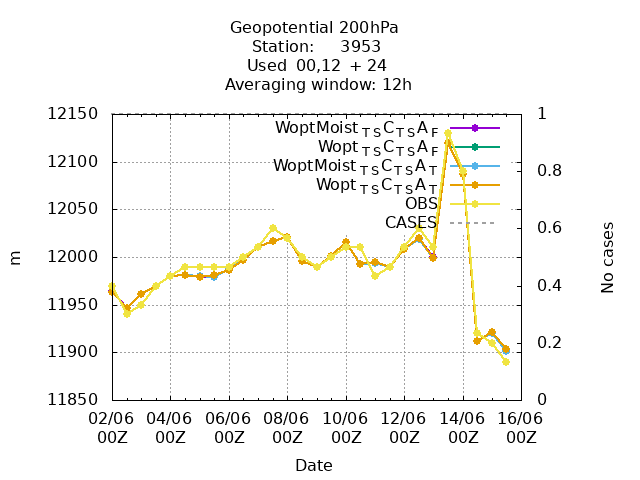 Geopotential 200hPa
Station: 3953
Used 00,12 + 24
Averaging window: 12h
12150
12100
12050
12000
11950
11900
11850
m
1
0.8
0.6
0.4
0.2
0
No cases
WoptMoist TS C TS A F
Wopt TS C TS A F
WoptMoist TS C TS A T
Wopt TS C TS A T
OBS
CASES
02/06 04/06 06/06 08/06 10/06 12/06 14/06 16/06
00Z 00Z 00Z 00Z 00Z 00Z 00Z 00Z
Date